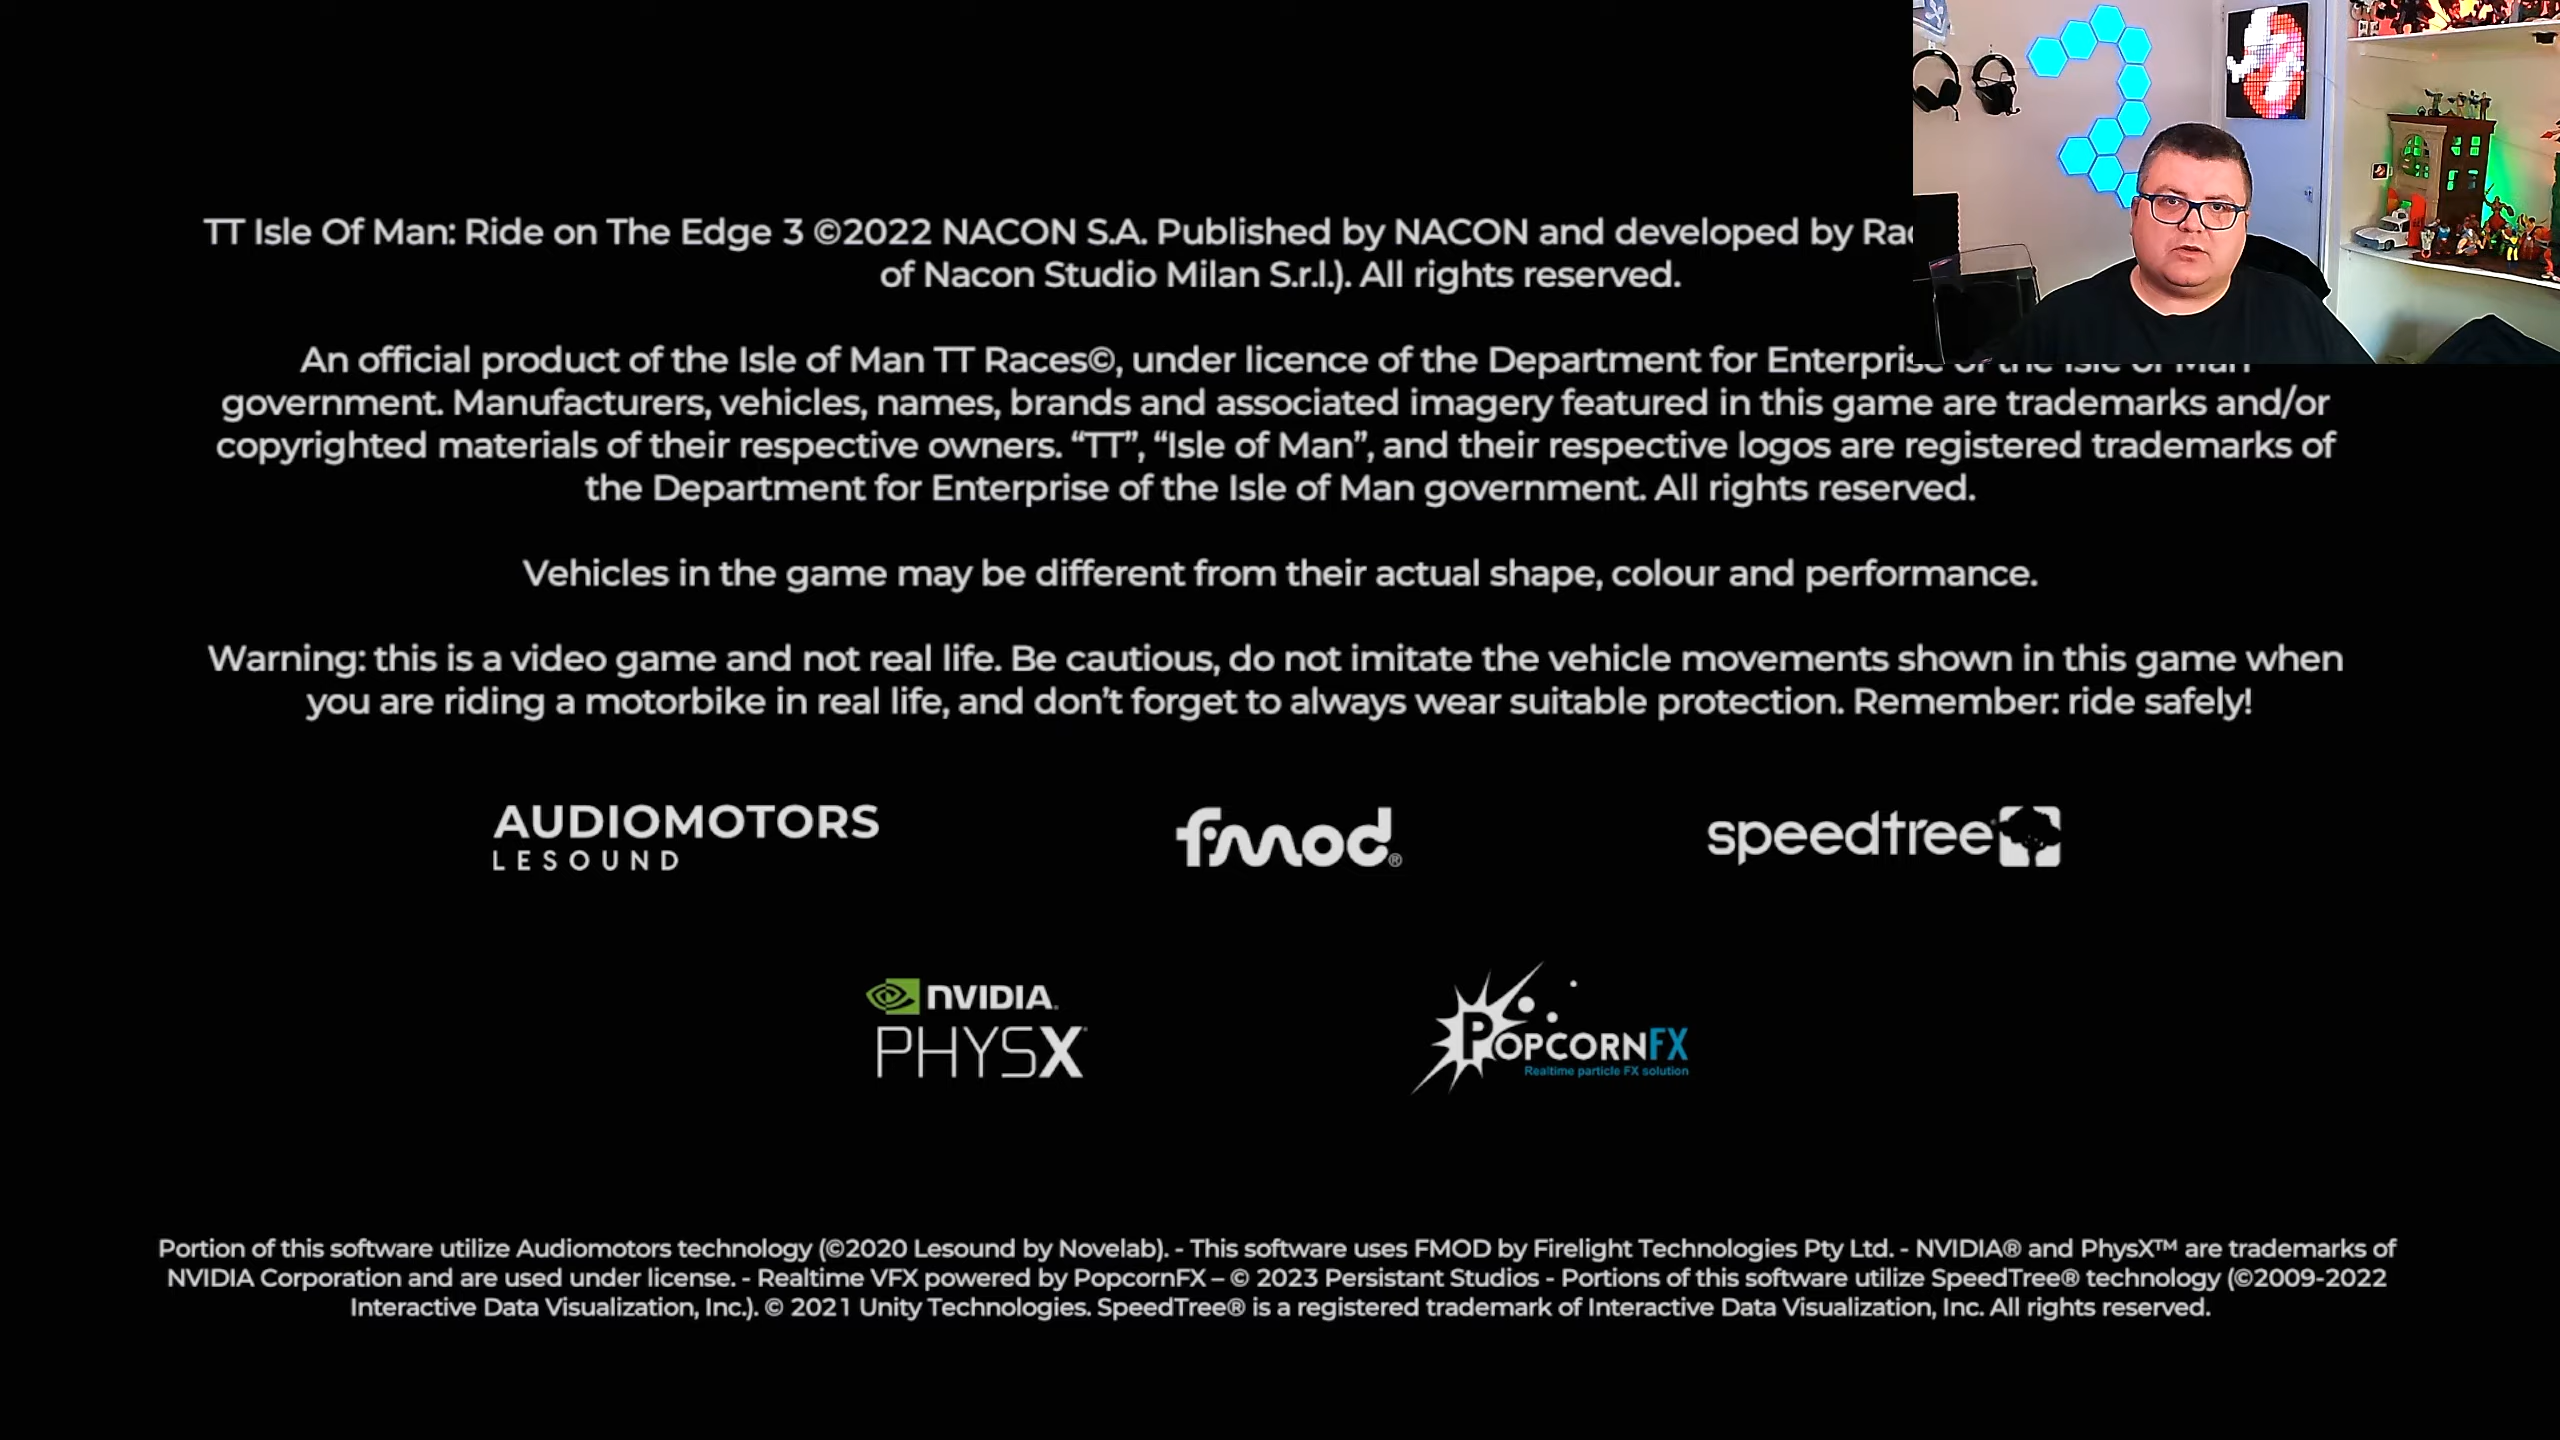 TT Isle Of Man: Ride on The Edge 3 ©2022 NACON S.A. Published by NACON and developed by
of Nacon Studio Milan S.r.l.). All rights reserved.
An official product of the Isle of Man TT Races©, under licence of the Department for Enterprise of the Isle of Man
government. Manufacturers, vehicles, names, brands and associated imagery featured in this game are trademarks and/or
copyrighted materials of their respective owners. “TT”, “Isle of Man”, and their respective logos are registered trademarks of
the Department for Enterprise of the Isle of Man government. All rights reserved.
Vehicles in the game may be different from their actual shape, colour and performance.
Warning: this is a video game and not real life. Be cautious, do not imitate the vehicle movements shown in this game when
you are riding a motorbike in real life, and don’t forget to always wear suitable protection. Remember: ride safely!
AUDIOMOTORS
LESOUND
fmod®
speedtree
NVIDIA.
PHYSX
POPCORNFX
Realtime particle FX solution
Portion of this software utilize Audiomotors technology (©2020 Lesound by Novelab). - This software uses FMOD by Firelight Technologies Pty Ltd. - NVIDIA® and PhysX™ are trademarks of
NVIDIA Corporation and are used under license. - Realtime VFX powered by PopcornFX – © 2023 Persistant Studios - Portions of this software utilize SpeedTree® technology (©2009-2022
Interactive Data Visualization, Inc.). © 2021 Unity Technologies. SpeedTree® is a registered trademark of Interactive Data Visualization, Inc. All rights reserved.